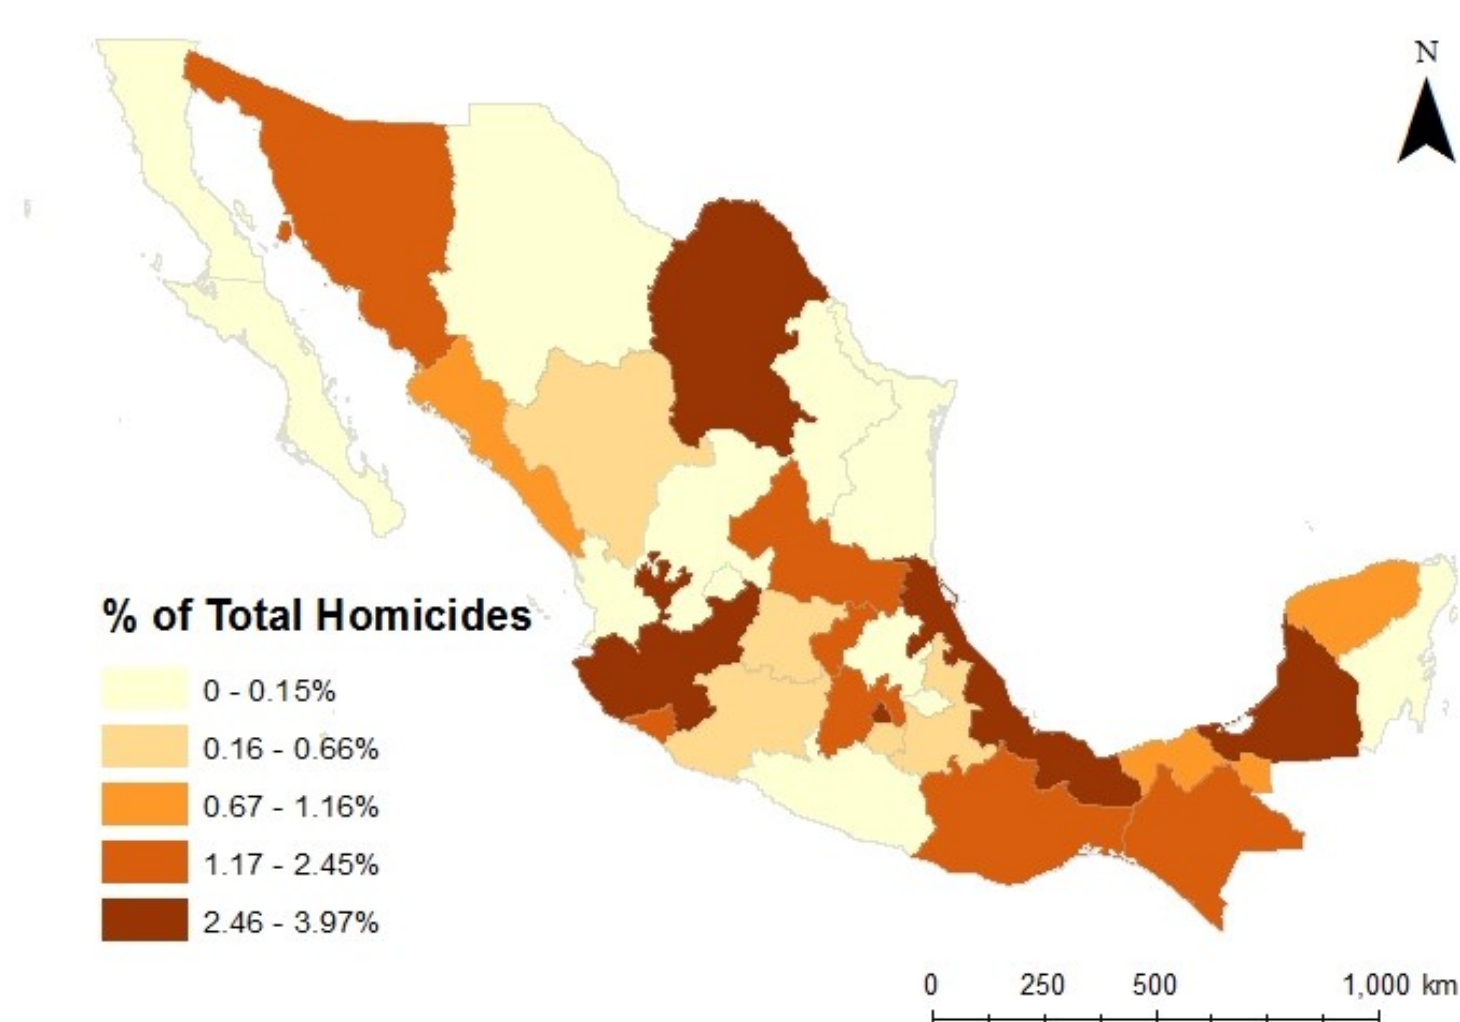 N
% of Total Homicides
0 - 0.15%
0.16 - 0.66%
0.67 - 1.16%
1.17 - 2.45%
2.46 - 3.97%
0 250 500 1,000 km